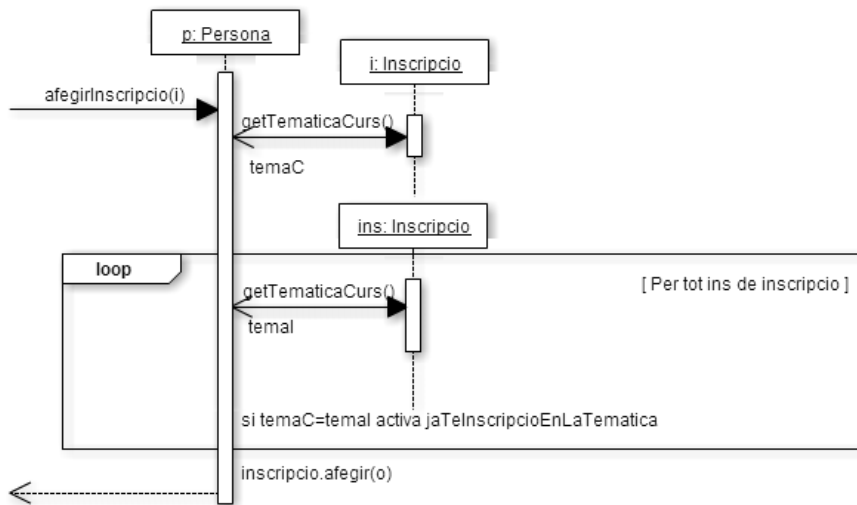 p: Persona
i: Inscripcio
afegirInscripcio(i)
getTematicaCurs()
temaC
ins: Inscripcio
loop
[ Per tot ins de inscripcio ]
getTematicaCurs()
temaI
si temaC=temaI activa jaTeInscripcioEnLaTematica
inscripcio.afegir(o)